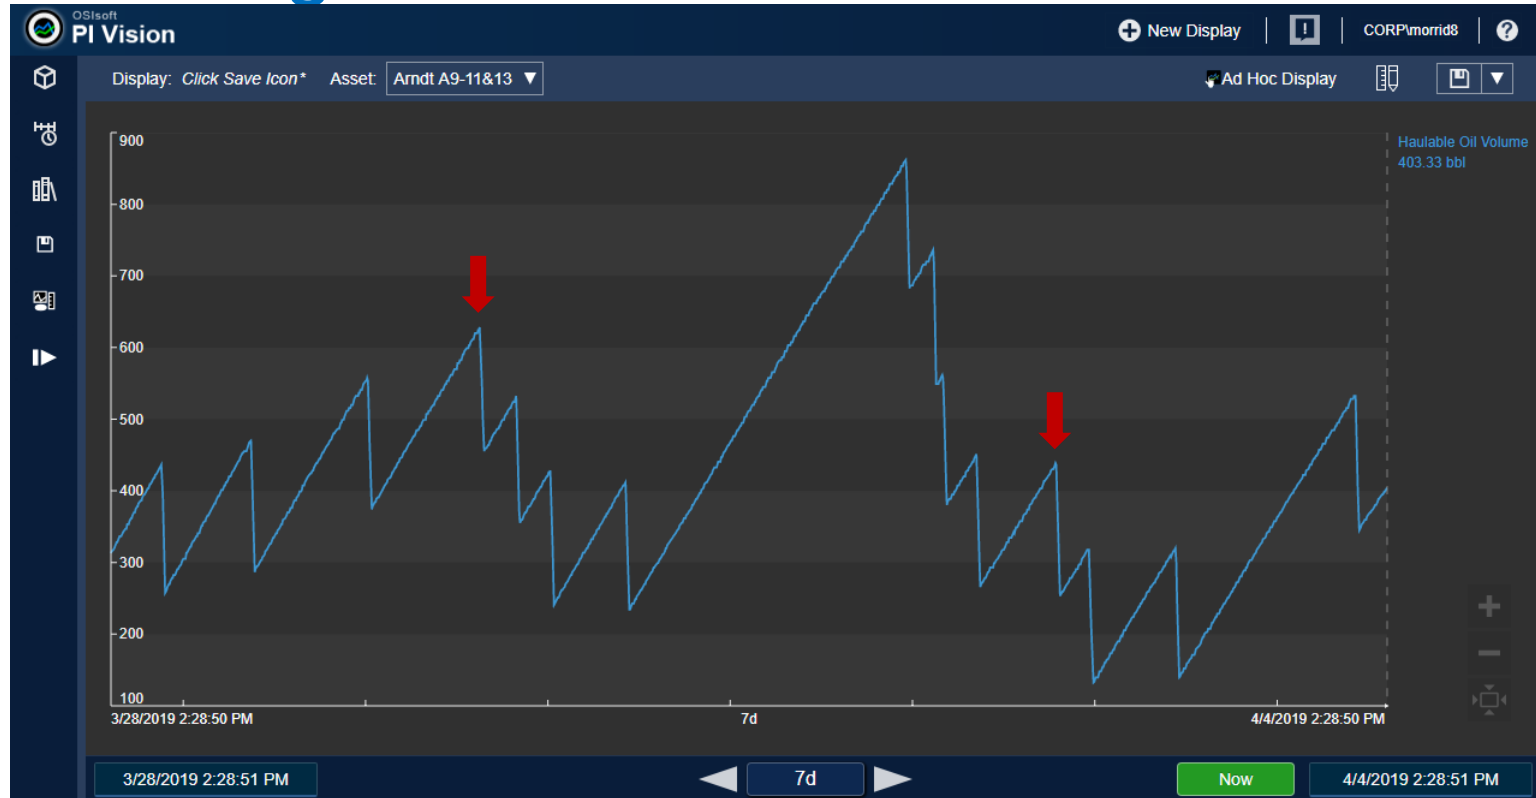 OSIsoft
PI Vision
New Display
CORP\morrid8
?
Display: Click Save Icon* Asset: Arndt A9-11&13
Ad Hoc Display
900
800
700
600
500
400
300
200
100
Haulable Oil Volume
403.33 bbl
3/28/2019 2:28:50 PM
7d
4/4/2019 2:28:50 PM
3/28/2019 2:28:51 PM
7d
Now
4/4/2019 2:28:51 PM